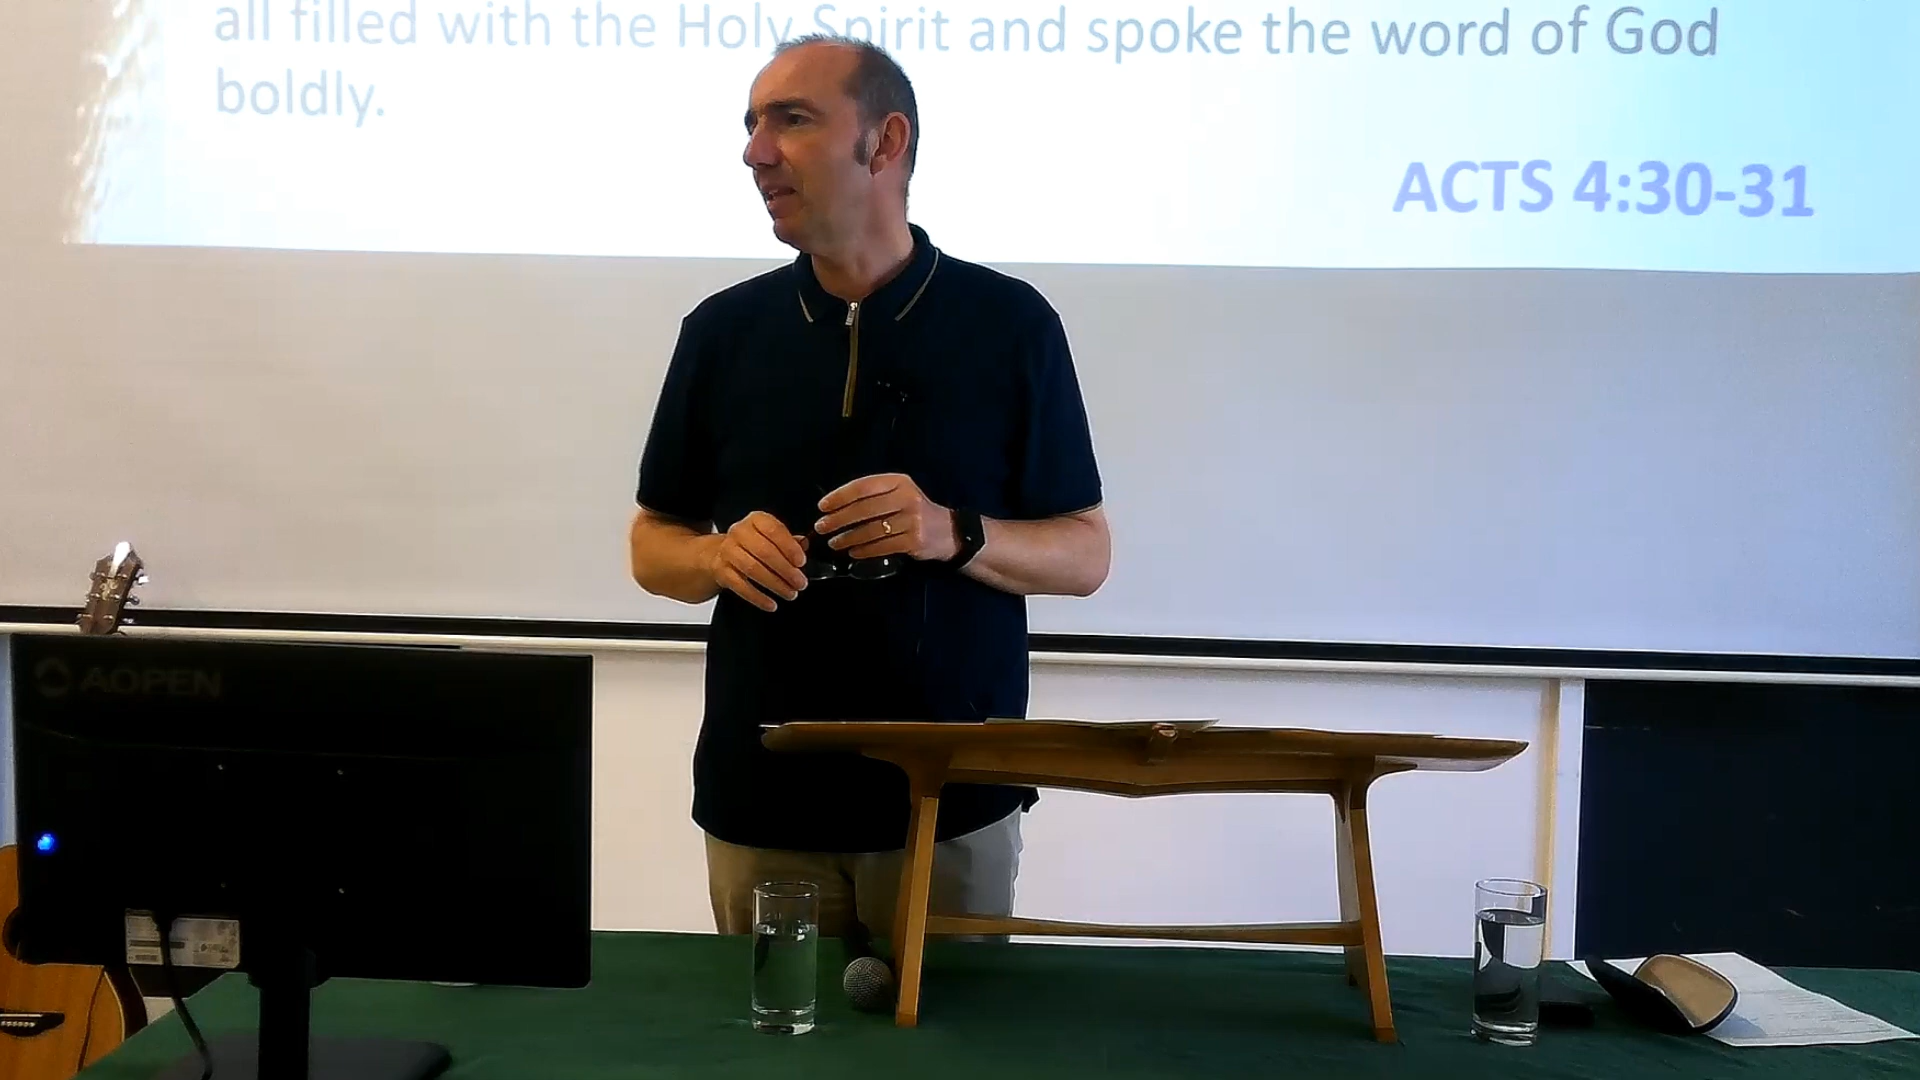 all filled with the Holy Spirit and spoke the word of God
boldly.
ACTS 4:30-31
AOPEN